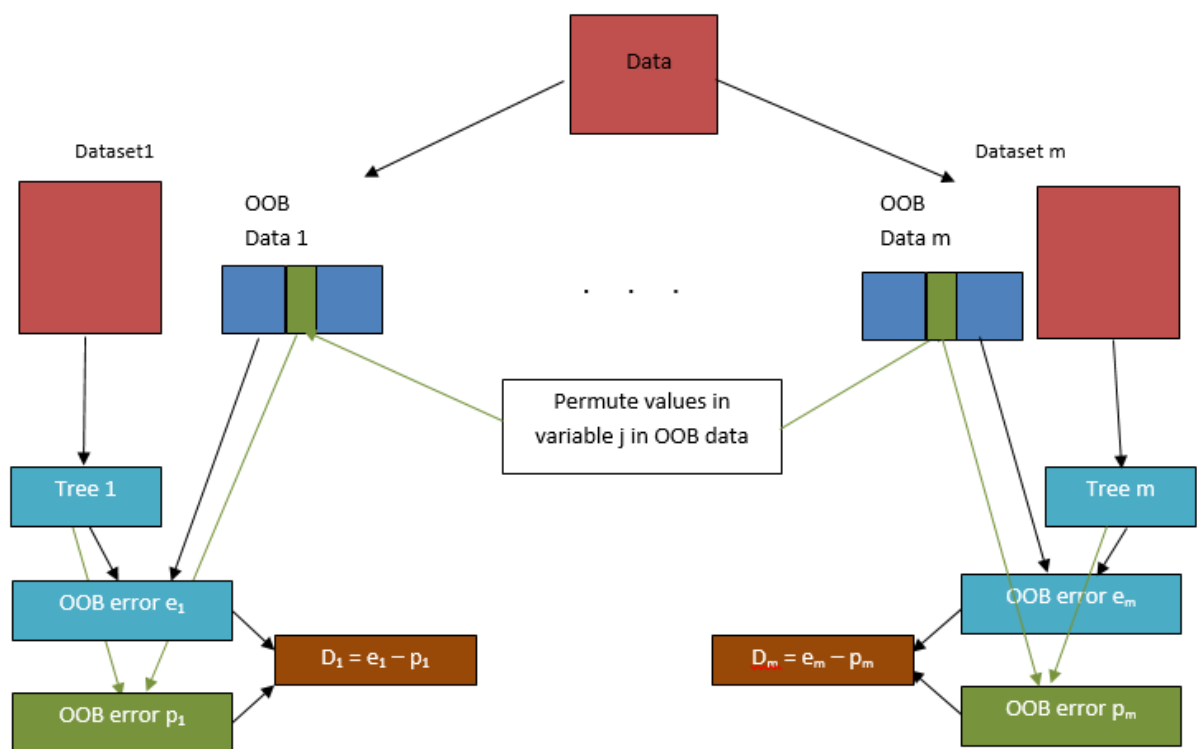 Data
Dataset1
Dataset m
OOB
Data 1
OOB
Data m
. . .
Permute values in
variable j in OOB data
Tree 1
Tree m
OOB error e₁
OOB error eₘ
D₁ = e₁ – p₁
Dₘ = eₘ – pₘ
OOB error p₁
OOB error pₘ